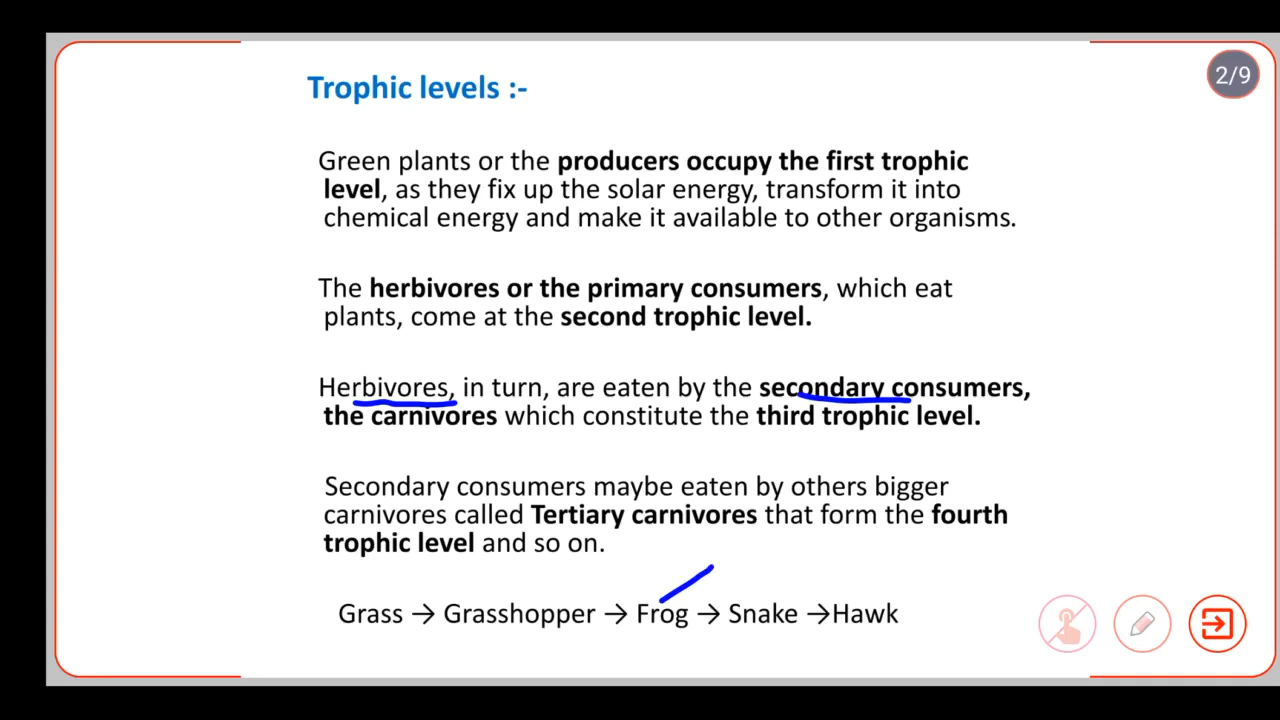 Trophic levels :-
2/9
Green plants or the producers occupy the first trophic
level, as they fix up the solar energy, transform it into
chemical energy and make it available to other organisms.
The herbivores or the primary consumers, which eat
plants, come at the second trophic level.
Herbivores, in turn, are eaten by the secondary consumers,
the carnivores which constitute the third trophic level.
Secondary consumers maybe eaten by others bigger
carnivores called Tertiary carnivores that form the fourth
trophic level and so on.
Grass → Grasshopper → Frog → Snake →Hawk